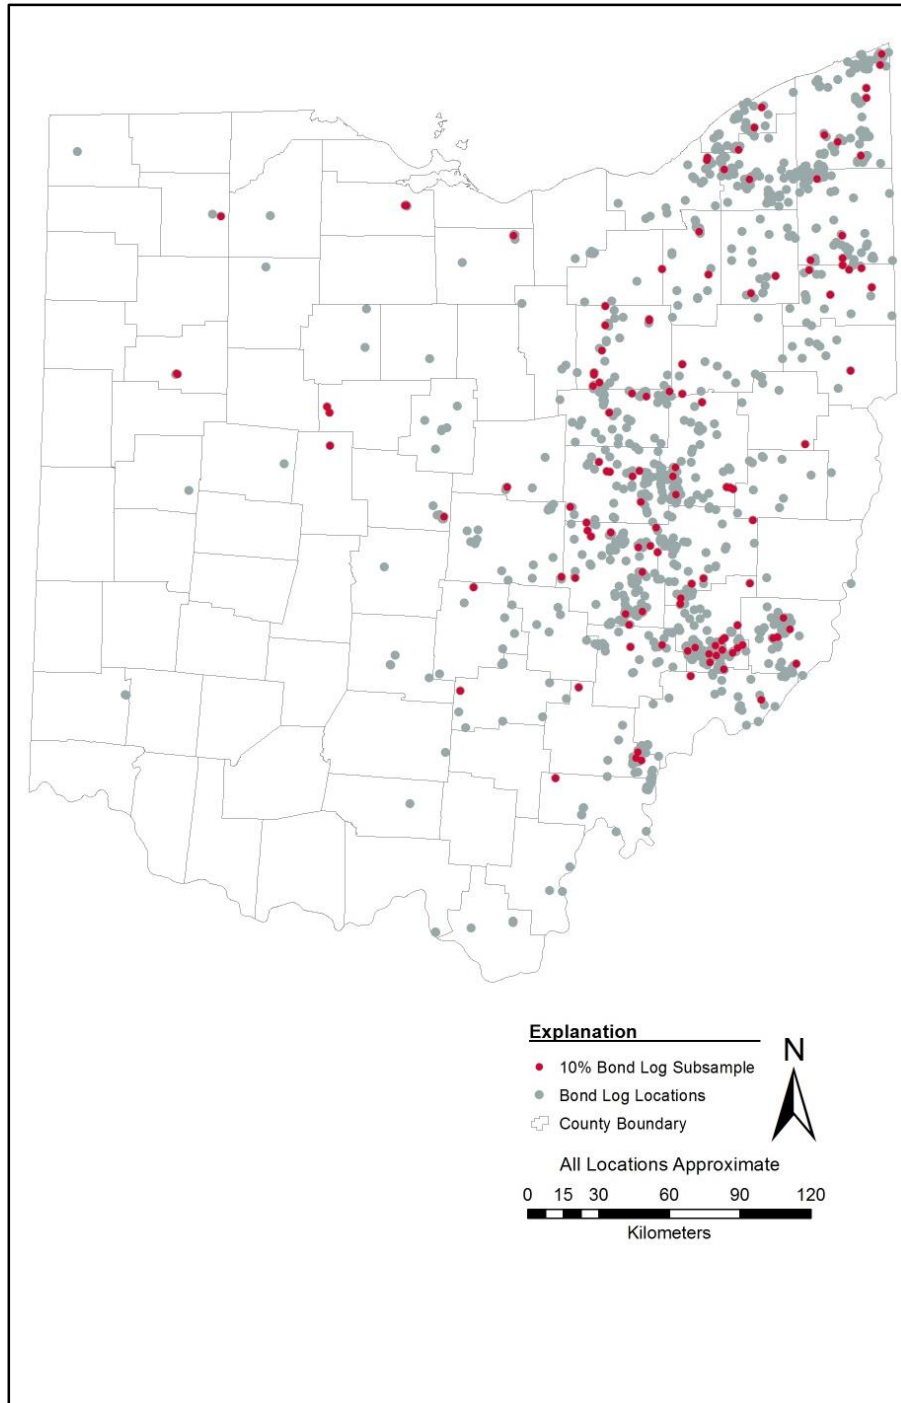 Explanation
N
10% Bond Log Subsample
Bond Log Locations
County Boundary
All Locations Approximate
0 15 30 60 90 120
Kilometers